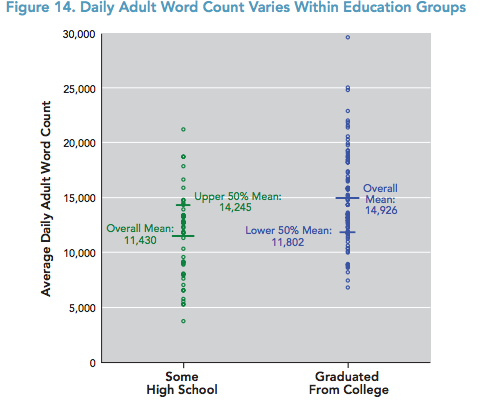 Figure 14. Daily Adult Word Count Varies Within Education Groups
Average Daily Adult Word Count
30,000
25,000
20,000
15,000
10,000
5,000
0
Upper 50% Mean:
14,245
Overall Mean:
11,430
Overall
Mean:
14,926
Lower 50% Mean:
11,802
Some
High School
Graduated
From College